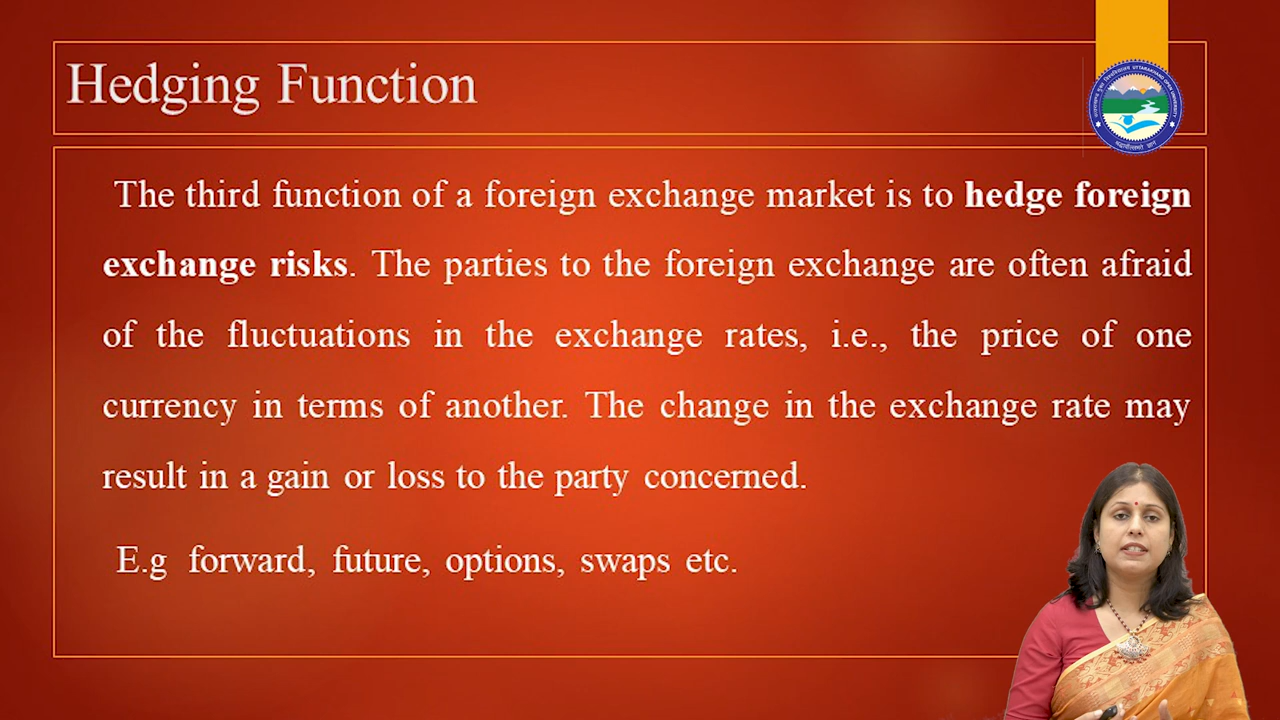 Hedging Function
UTTARAKHAND OPEN UNIVERSITY
The third function of a foreign exchange market is to hedge foreign
exchange risks. The parties to the foreign exchange are often afraid
of the fluctuations in the exchange rates, i.e., the price of one
currency in terms of another. The change in the exchange rate may
result in a gain or loss to the party concerned.
E.g forward, future, options, swaps etc.